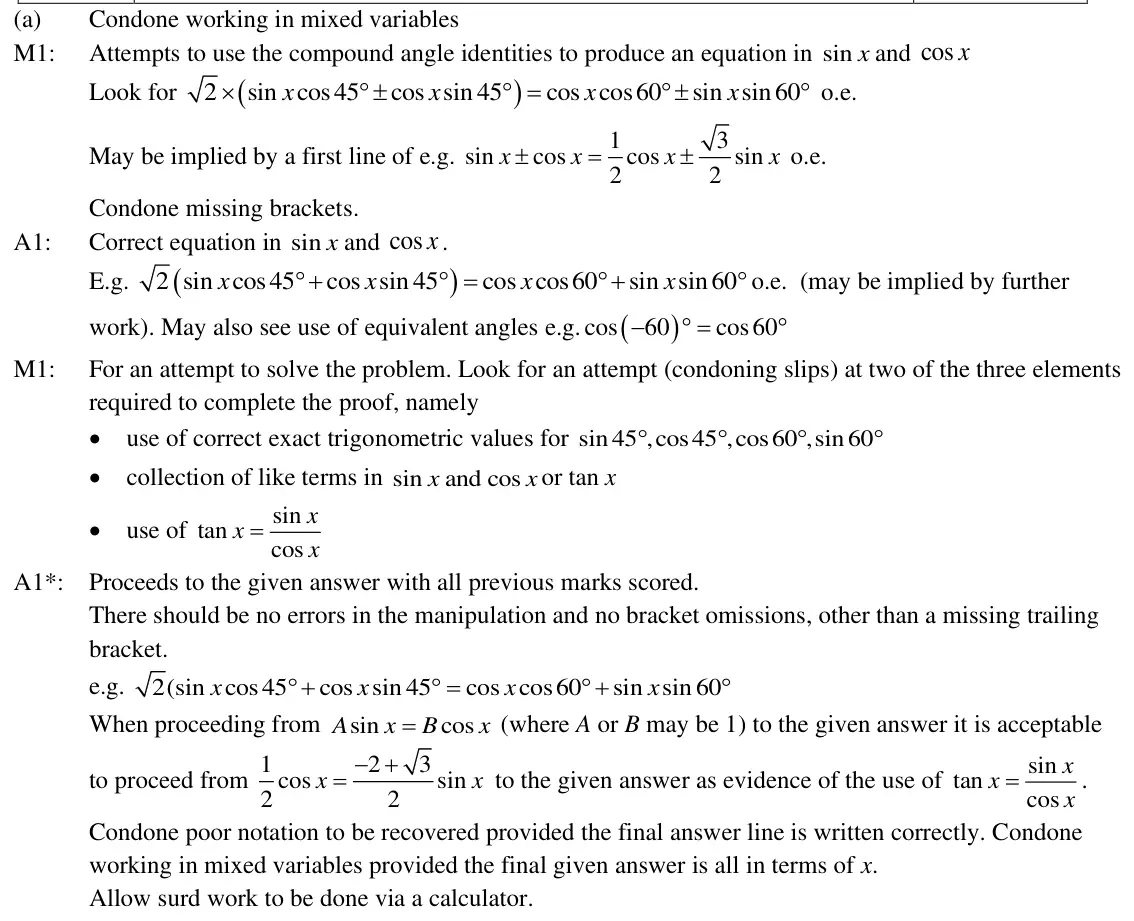 (a) Condone working in mixed variables
M1: Attempts to use the compound angle identities to produce an equation in sin x and cos x
Look for √2×(sin x cos 45° ± cos x sin 45°) = cos x cos 60° ± sin x sin 60° o.e.
May be implied by a first line of e.g. sin x ± cos x = 1/2 cos x ± √3/2 sin x o.e.
Condone missing brackets.
A1: Correct equation in sin x and cos x.
E.g. √2(sin x cos 45° + cos x sin 45°) = cos x cos 60° + sin x sin 60° o.e. (may be implied by further
work). May also see use of equivalent angles e.g. cos(−60)° = cos 60°
M1: For an attempt to solve the problem. Look for an attempt (condoning slips) at two of the three elements
required to complete the proof, namely
• use of correct exact trigonometric values for sin 45°, cos 45°, cos 60°, sin 60°
• collection of like terms in sin x and cos x or tan x
• use of tan x = sin x / cos x
A1*: Proceeds to the given answer with all previous marks scored.
There should be no errors in the manipulation and no bracket omissions, other than a missing trailing
bracket.
e.g. √2(sin x cos 45° + cos x sin 45° = cos x cos 60° + sin x sin 60°
When proceeding from A sin x = B cos x (where A or B may be 1) to the given answer it is acceptable
to proceed from 1/2 cos x = (−2+√3)/2 sin x to the given answer as evidence of the use of tan x = sin x / cos x.
Condone poor notation to be recovered provided the final answer line is written correctly. Condone
working in mixed variables provided the final given answer is all in terms of x.
Allow surd work to be done via a calculator.